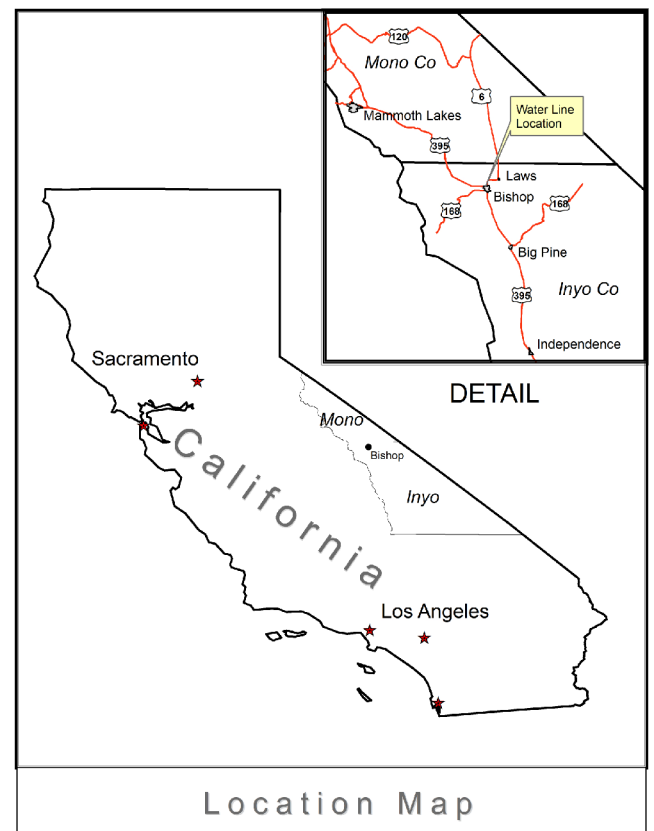 120
Mono Co
6
Water Line
Location
Mammoth Lakes
395
Laws
Bishop
168
168
Big Pine
395
Inyo Co
Independence
DETAIL
Sacramento
Mono
Bishop
Inyo
California
Los Angeles
Location Map